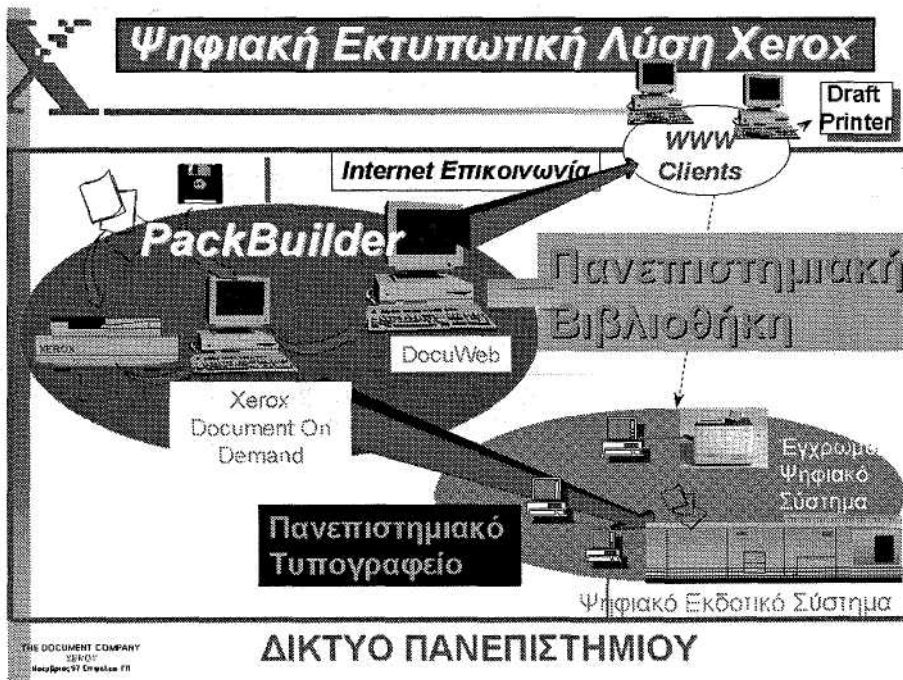 Ψηφιακή Εκτυπωτική Λύση Xerox
Draft
Printer
WWW
Clients
Internet Επικοινωνία
PackBuilder
Πανεπιστημιακή
Βιβλιοθήκη
XEROX
DocuWeb
Xerox
Document On
Demand
Εγχρωμο
Ψηφιακό
Σύστημα
Πανεπιστημιακό
Τυπογραφείο
Ψηφιακό Εκδοτικό Σύστημα
ΔΙΚΤΥΟ ΠΑΝΕΠΙΣΤΗΜΙΟΥ
THE DOCUMENT COMPANY
XEROX